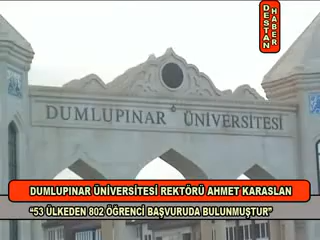 DESTAN
HABER
DUMLUPINAR ÜNİVERSİTESİ
DUMLUPINAR ÜNİVERSİTESİ REKTÖRÜ AHMET KARASLAN
“53 ÜLKEDEN 802 ÖĞRENCİ BAŞVURUDA BULUNMUŞTUR”